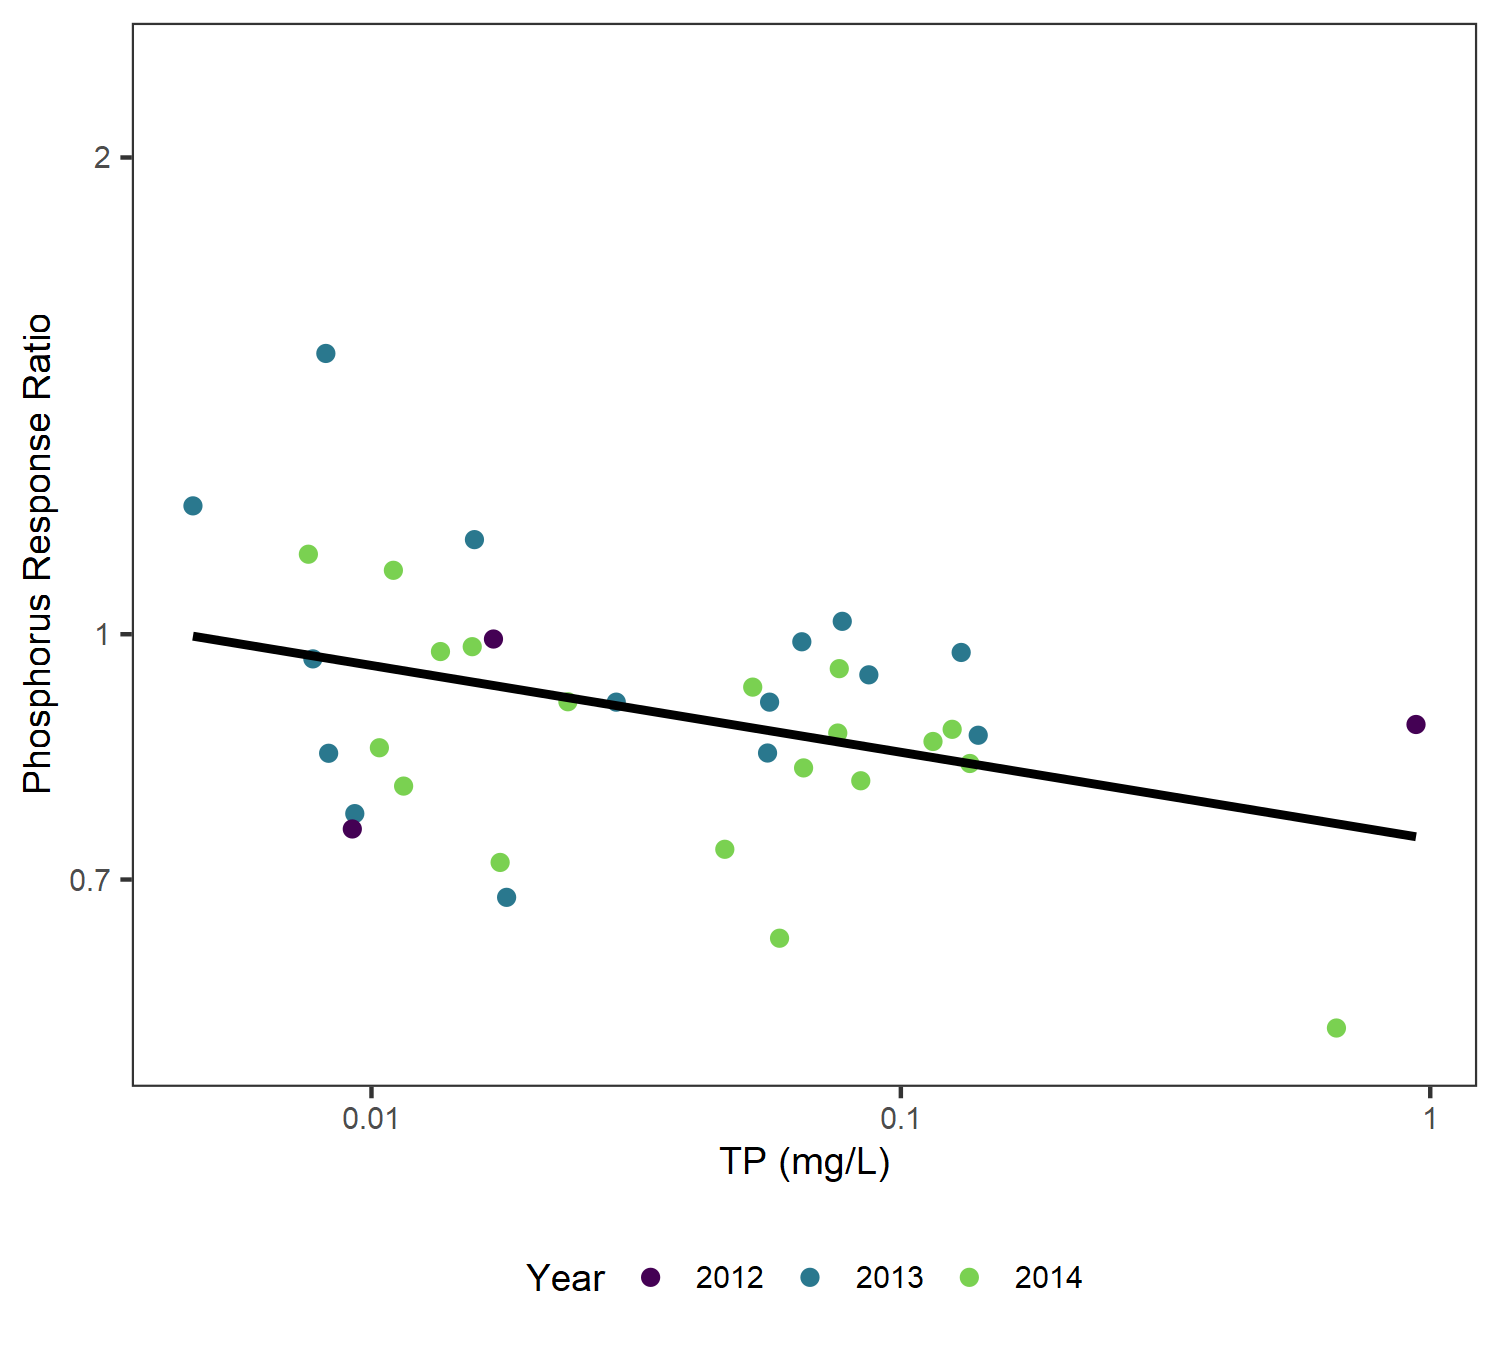 Phosphorus Response Ratio
2
1
0.7
0.01 0.1 1
TP (mg/L)
Year 2012 2013 2014